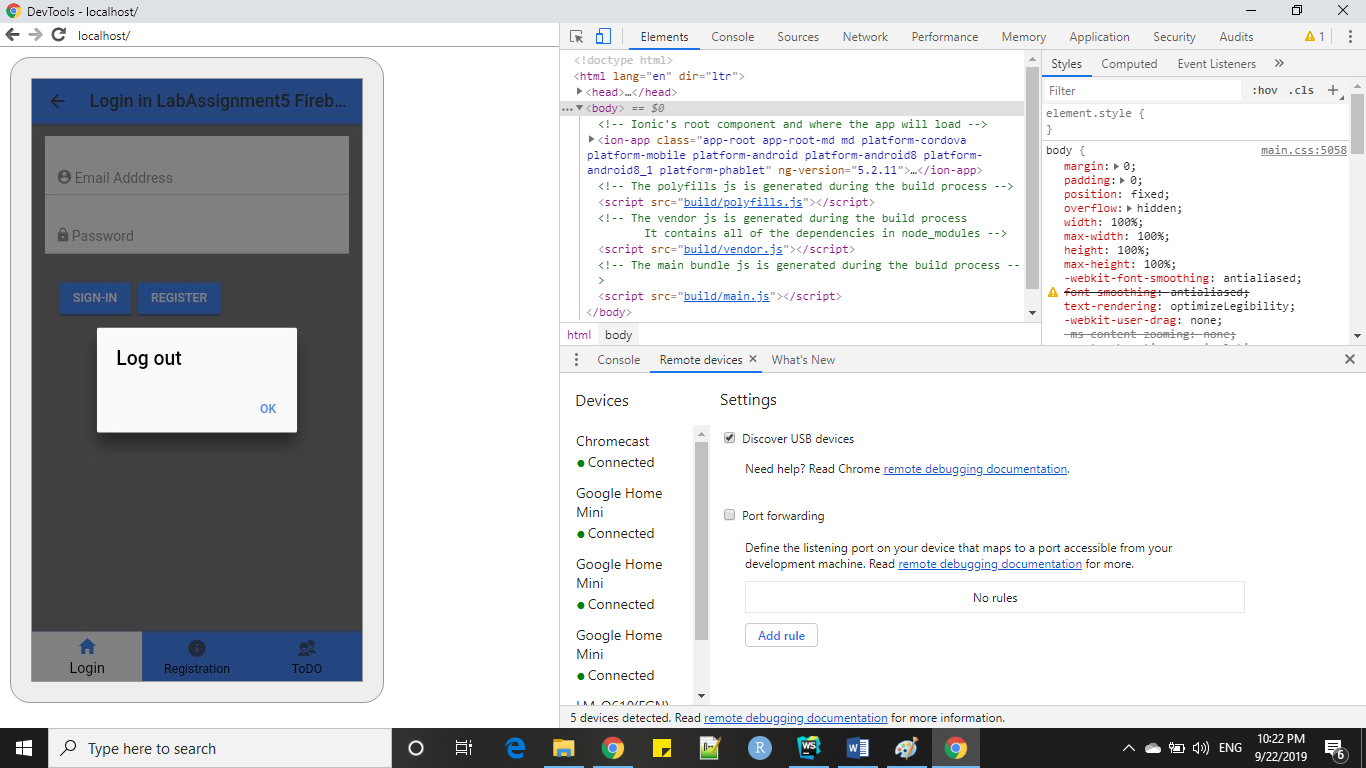 DevTools - localhost/
localhost/
Login in LabAssignment5 Fireb...
Email Adddress
Password
SIGN-IN REGISTER
Log out
OK
Login Registration ToDO
Elements Console Sources Network Performance Memory Application Security Audits 1
<!doctype html>
<html lang="en" dir="ltr">
<head>…</head>
…<body> == $0
<!-- Ionic's root component and where the app will load -->
<ion-app class="app-root app-root-md md platform-cordova
platform-mobile platform-android platform-android8 platform-
android8_1 platform-phablet" ng-version="5.2.11">…</ion-app>
<!-- The polyfills js is generated during the build process -->
<script src="build/polyfills.js"></script>
<!-- The vendor js is generated during the build process
It contains all of the dependencies in node_modules -->
<script src="build/vendor.js"></script>
<!-- The main bundle js is generated during the build process --
>
<script src="build/main.js"></script>
</body>
html body
Styles Computed Event Listeners »
Filter :hov .cls +
element.style {
}
body { main.css:5058
margin: 0;
padding: 0;
position: fixed;
overflow: hidden;
width: 100%;
max-width: 100%;
height: 100%;
max-height: 100%;
-webkit-font-smoothing: antialiased;
font-smoothing: antialiased;
text-rendering: optimizeLegibility;
-webkit-user-drag: none;
-ms-content-zooming: none;
Console Remote devices × What's New
Devices
Chromecast
Connected
Google Home
Mini
Connected
Google Home
Mini
Connected
Google Home
Mini
Connected
Settings
Discover USB devices
Need help? Read Chrome remote debugging documentation.
Port forwarding
Define the listening port on your device that maps to a port accessible from your
development machine. Read remote debugging documentation for more.
No rules
Add rule
5 devices detected. Read remote debugging documentation for more information.
Type here to search
ENG
10:22 PM
9/22/2019
6